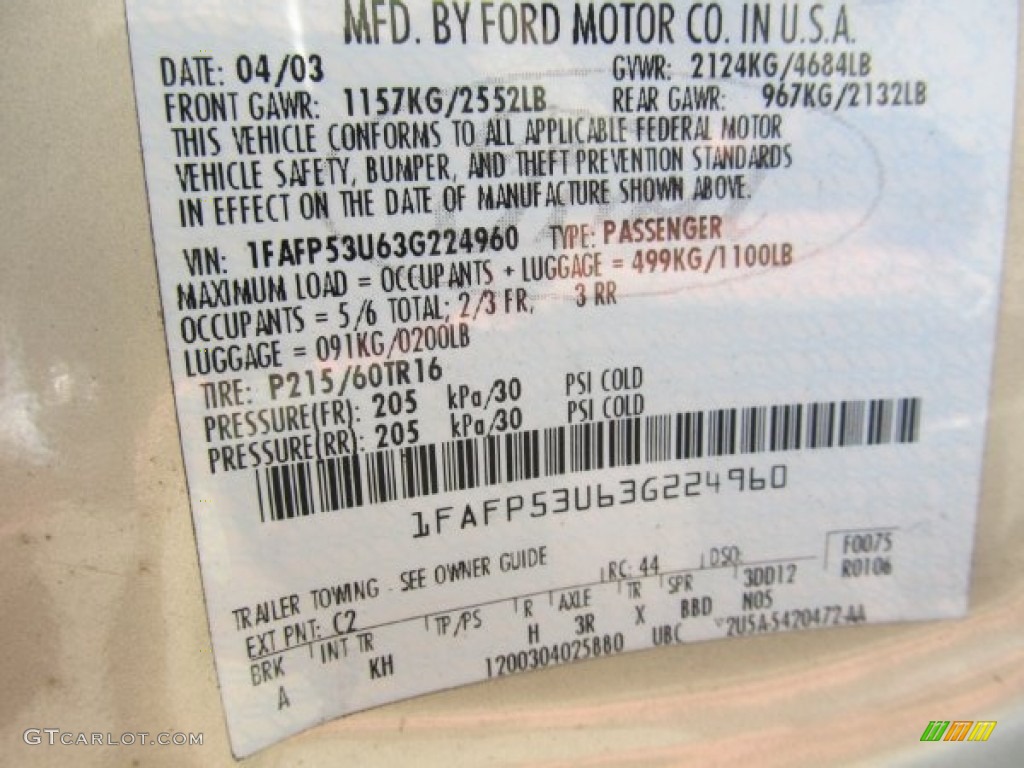 MFD. BY FORD MOTOR CO. IN U.S.A.
DATE: 04/03 GVWR: 2124KG/4684LB
FRONT GAWR: 1157KG/2552LB REAR GAWR: 967KG/2132LB
THIS VEHICLE CONFORMS TO ALL APPLICABLE FEDERAL MOTOR
VEHICLE SAFETY, BUMPER, AND THEFT PREVENTION STANDARDS
IN EFFECT ON THE DATE OF MANUFACTURE SHOWN ABOVE.
VIN: 1FAFP53U63G224960 TYPE: PASSENGER
MAXIMUM LOAD = OCCUPANTS + LUGGAGE = 499KG/1100LB
OCCUPANTS = 5/6 TOTAL; 2/3 FR, 3 RR
LUGGAGE = 091KG/0200LB
TIRE: P215/60TR16
PRESSURE(FR): 205 kPa/30 PSI COLD
PRESSURE(RR): 205 kPa/30 PSI COLD
1FAFP53U63G224960
TRAILER TOWING - SEE OWNER GUIDE
EXT PNT: C2 RC: 44 DSO: F0075
R0106
BRK INT TR TP/PS R AXLE TR SPR 3DD12
A KH H 3R X BBD N05
1200304025880 UBC 2U5A-5420472-AA
GTCARLOT.COM